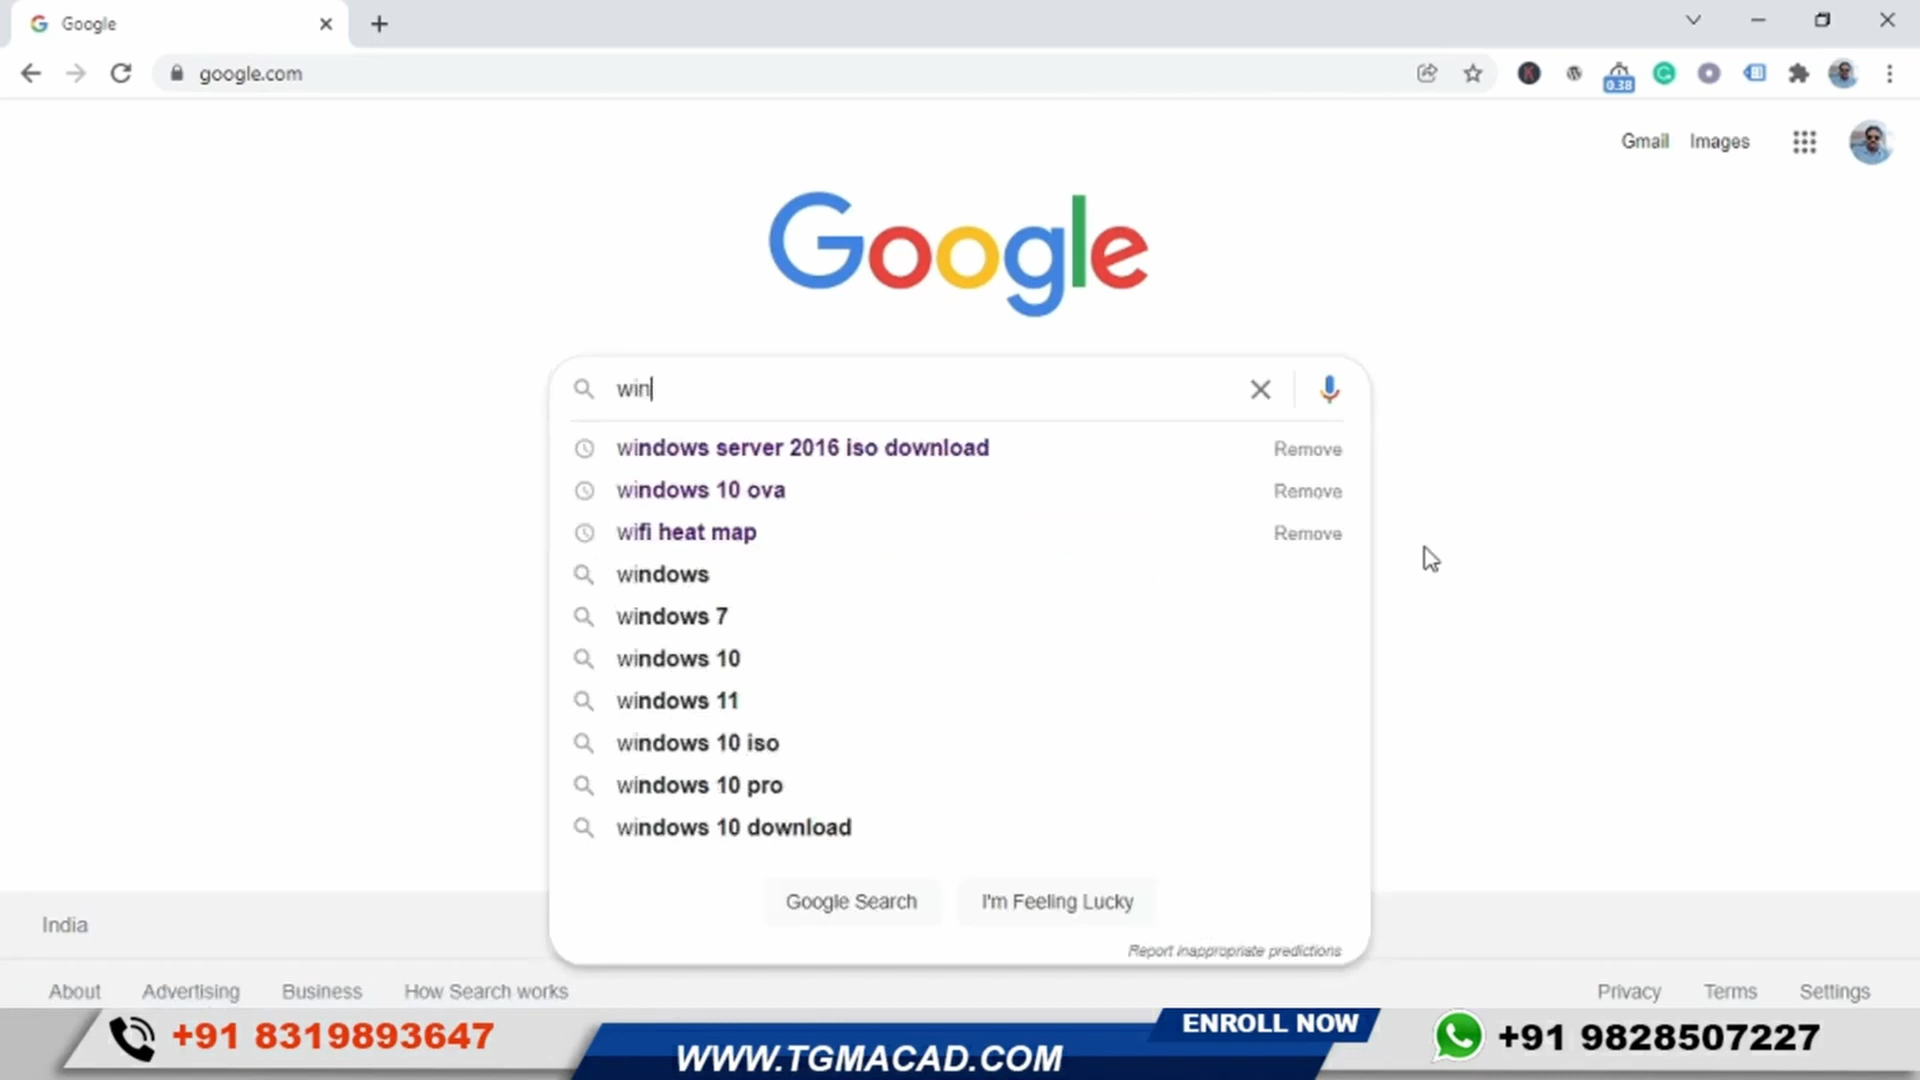 Google
google.com
0.38
Gmail Images
Google
win
windows server 2016 iso download Remove
windows 10 ova Remove
wifi heat map Remove
windows
windows 7
windows 10
windows 11
windows 10 iso
windows 10 pro
windows 10 download
Google Search I'm Feeling Lucky
Report inappropriate predictions
India
About Advertising Business How Search works Privacy Terms Settings
+91 8319893647
WWW.TGMACAD.COM
ENROLL NOW
+91 9828507227